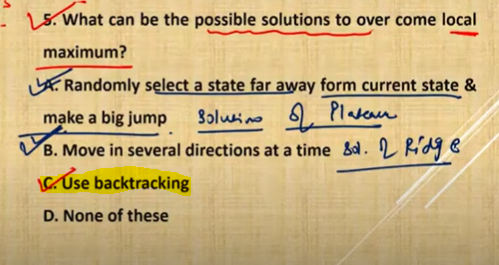 5. What can be the possible solutions to over come local
maximum?
A. Randomly select a state far away form current state &
make a big jump Solution of Plateau
B. Move in several directions at a time Sol. of Ridge
C. Use backtracking
D. None of these